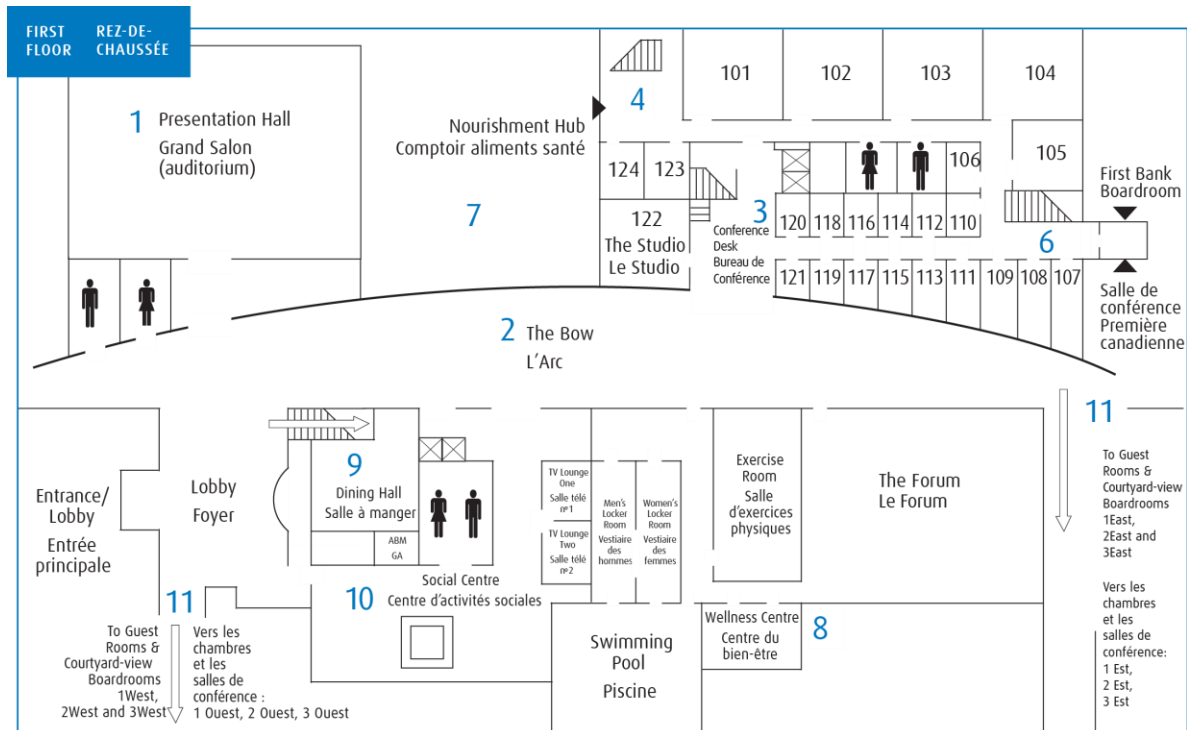 FIRST FLOOR
REZ-DE-CHAUSSÉE
1 Presentation Hall
Grand Salon
(auditorium)
Nourishment Hub
Comptoir aliments santé
7
4
101
102
103
104
124
123
122
The Studio
Le Studio
3
Conference
Desk
Bureau de
Conférence
106
105
120
118
116
114
112
110
6
121
119
117
115
113
111
109
108
107
First Bank
Boardroom
Salle de
conférence
Première
canadienne
2 The Bow
L'Arc
Entrance/
Lobby
Entrée
principale
Lobby
Foyer
9
Dining Hall
Salle à manger
ABM
GA
10
Social Centre
Centre d'activités sociales
TV Lounge
One
Salle télé
nº1
TV Lounge
Two
Salle télé
nº2
Men's
Locker
Room
Vestiaire
des
hommes
Women's
Locker
Room
Vestiaire
des
femmes
Exercise
Room
Salle
d'exercices
physiques
The Forum
Le Forum
Swimming
Pool
Piscine
Wellness Centre
Centre du
bien-être
8
11
To Guest
Rooms &
Courtyard-view
Boardrooms
1West,
2West and 3West
Vers les
chambres
et les
salles de
conférence :
1 Ouest, 2 Ouest, 3 Ouest
11
To Guest
Rooms &
Courtyard-view
Boardrooms
1East,
2East and
3East
Vers les
chambres
et les
salles de
conférence:
1 Est,
2 Est,
3 Est